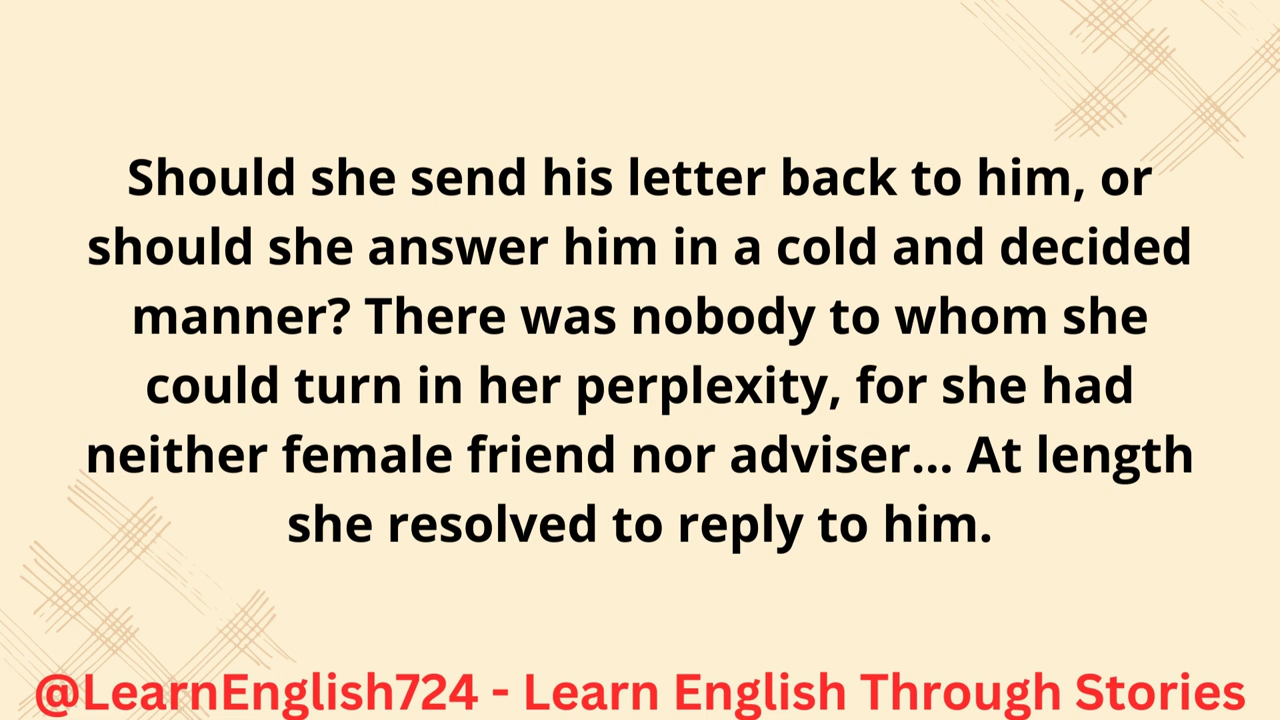 Should she send his letter back to him, or
should she answer him in a cold and decided
manner? There was nobody to whom she
could turn in her perplexity, for she had
neither female friend nor adviser... At length
she resolved to reply to him.
@LearnEnglish724 - Learn English Through Stories